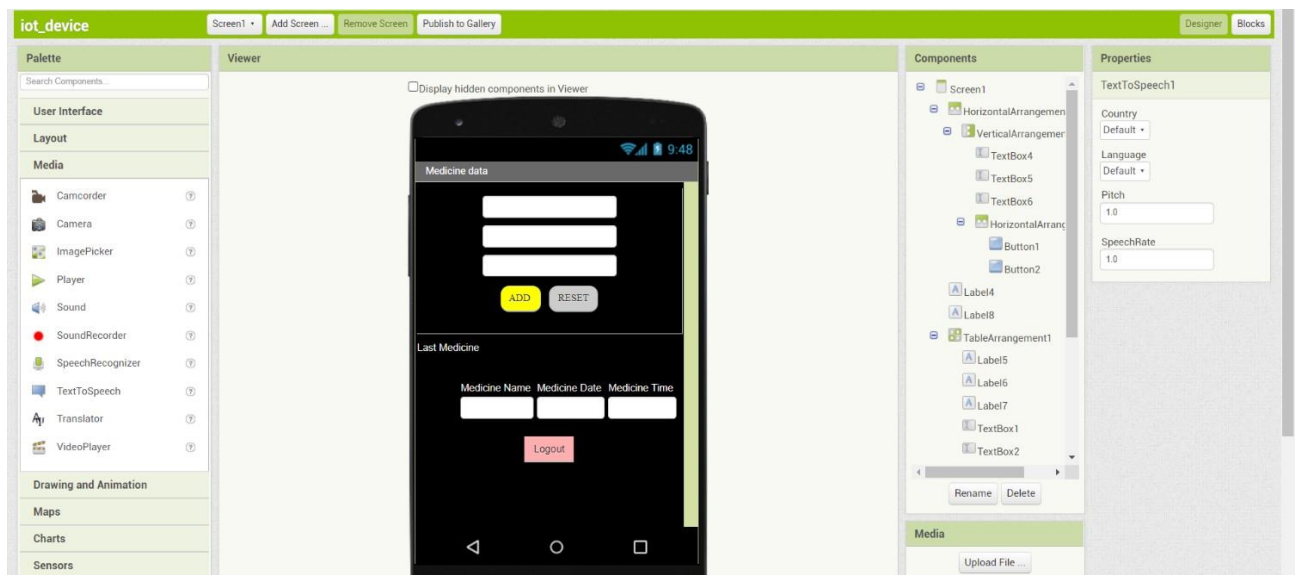 iot_device
Screen1
Add Screen ...
Remove Screen
Publish to Gallery
Designer
Blocks
Palette
Search Components...
User Interface
Layout
Media
Camcorder
Camera
ImagePicker
Player
Sound
SoundRecorder
SpeechRecognizer
TextToSpeech
Translator
VideoPlayer
Drawing and Animation
Maps
Charts
Sensors
Viewer
Display hidden components in Viewer
9:48
Medicine data
ADD
RESET
Last Medicine
Medicine Name Medicine Date Medicine Time
Logout
Components
Screen1
HorizontalArrangemen
VerticalArrangemer
TextBox4
TextBox5
TextBox6
HorizontalArrang
Button1
Button2
A Label4
A Label8
TableArrangement1
A Label5
A Label6
A Label7
TextBox1
TextBox2
Rename
Delete
Media
Upload File ...
Properties
TextToSpeech1
Country
Default
Language
Default
Pitch
1.0
SpeechRate
1.0